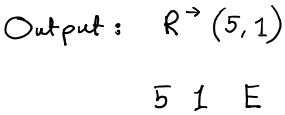 Output : R→ (5, 1)
5 1 E